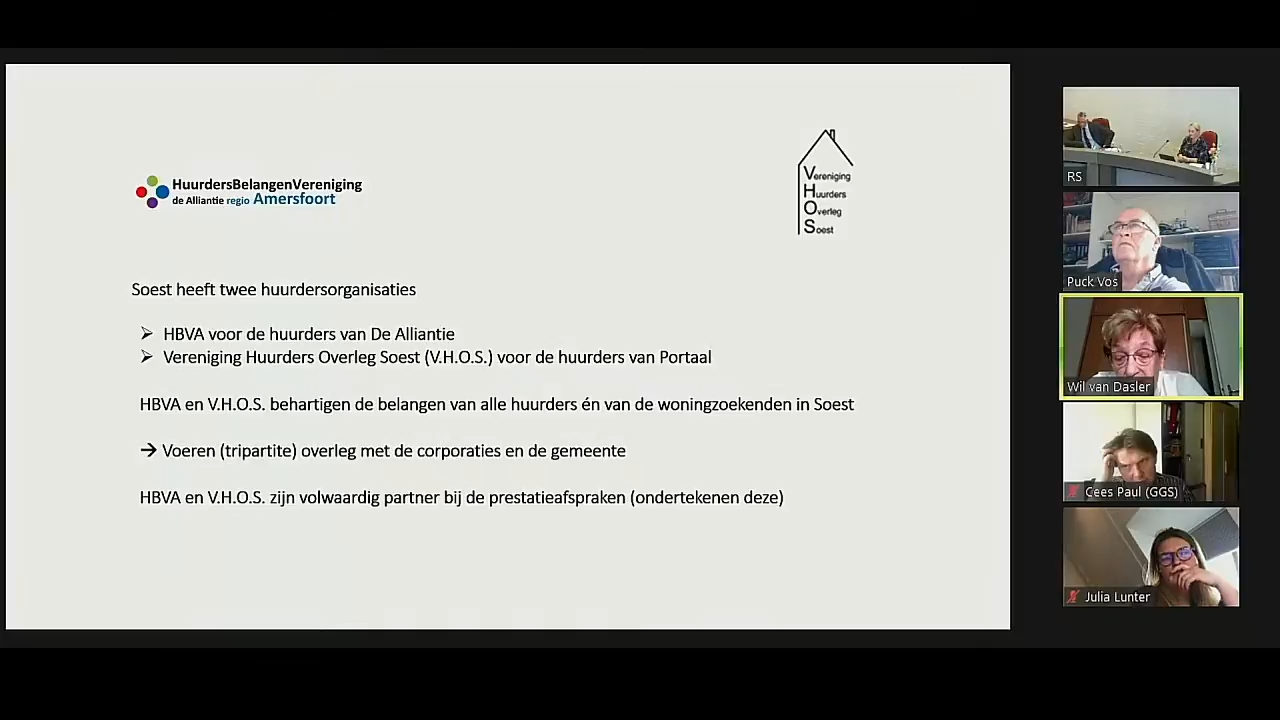 HuurdersBelangenVereniging
de Alliantie regio Amersfoort
Vereniging
Huurders
Overleg
Soest
Soest heeft twee huurdersorganisaties
➢ HBVA voor de huurders van De Alliantie
➢ Vereniging Huurders Overleg Soest (V.H.O.S.) voor de huurders van Portaal
HBVA en V.H.O.S. behartigen de belangen van alle huurders én van de woningzoekenden in Soest
→ Voeren (tripartite) overleg met de corporaties en de gemeente
HBVA en V.H.O.S. zijn volwaardig partner bij de prestatieafspraken (ondertekenen deze)
RS
Puck Vos
Wil van Dasler
Cees Paul (GGS)
Julia Lunter